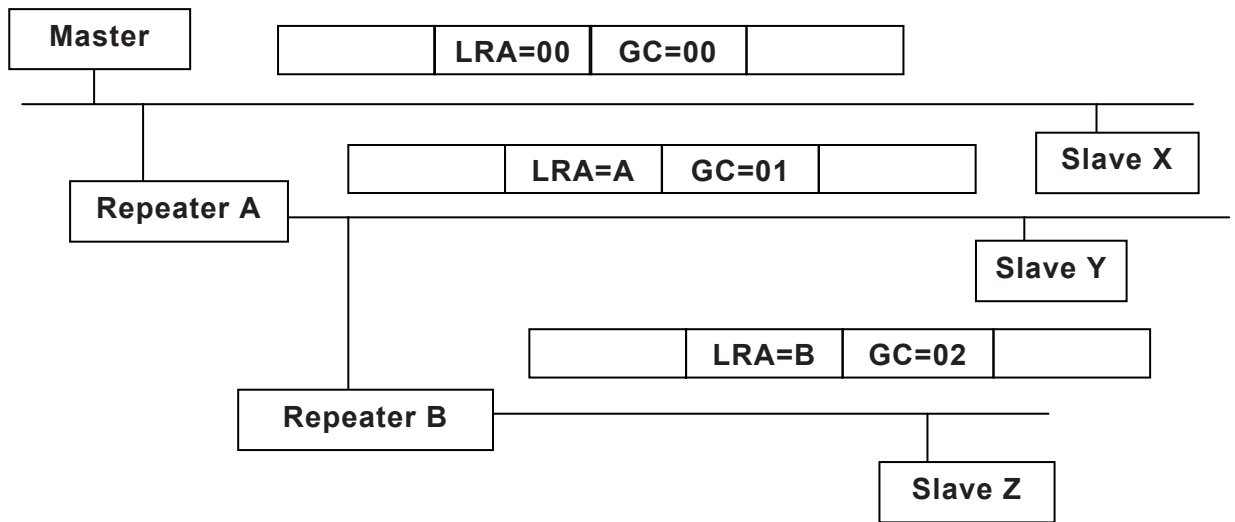 Master
LRA=00 GC=00
Slave X
LRA=A GC=01
Repeater A
Slave Y
LRA=B GC=02
Repeater B
Slave Z